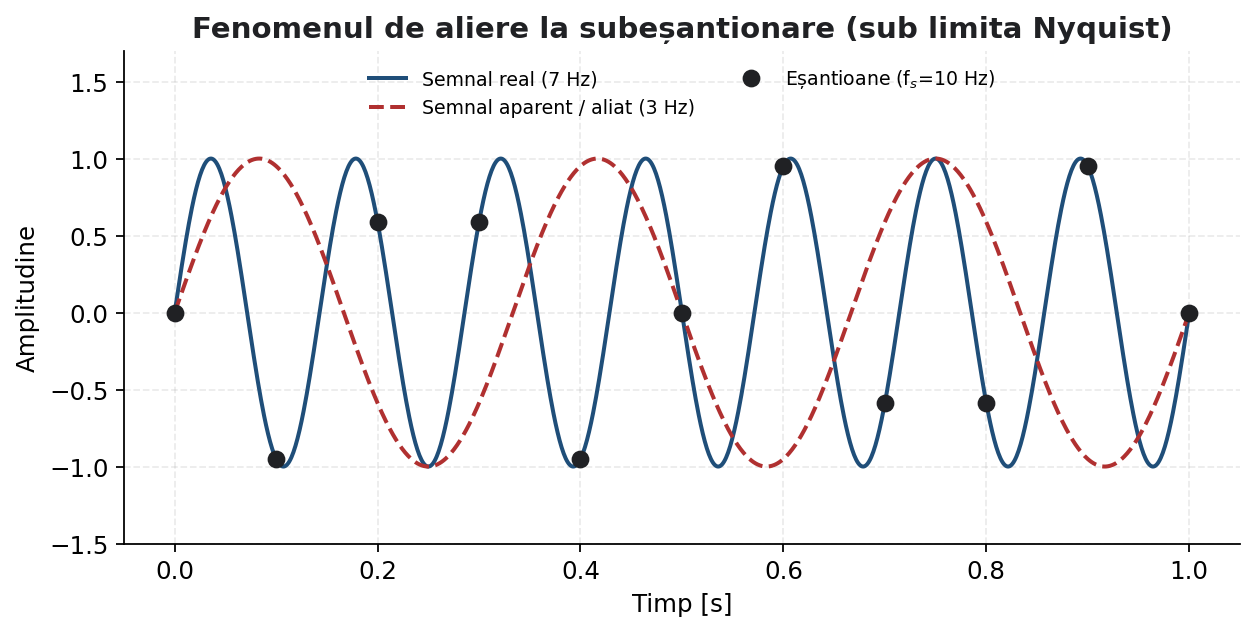 Fenomenul de aliere la subeșantionare (sub limita Nyquist)
Semnal real (7 Hz)
Semnal aparent / aliat (3 Hz)
Eșantioane (fₛ=10 Hz)
Amplitudine
1.5
1.0
0.5
0.0
−0.5
−1.0
−1.5
0.0 0.2 0.4 0.6 0.8 1.0
Timp [s]